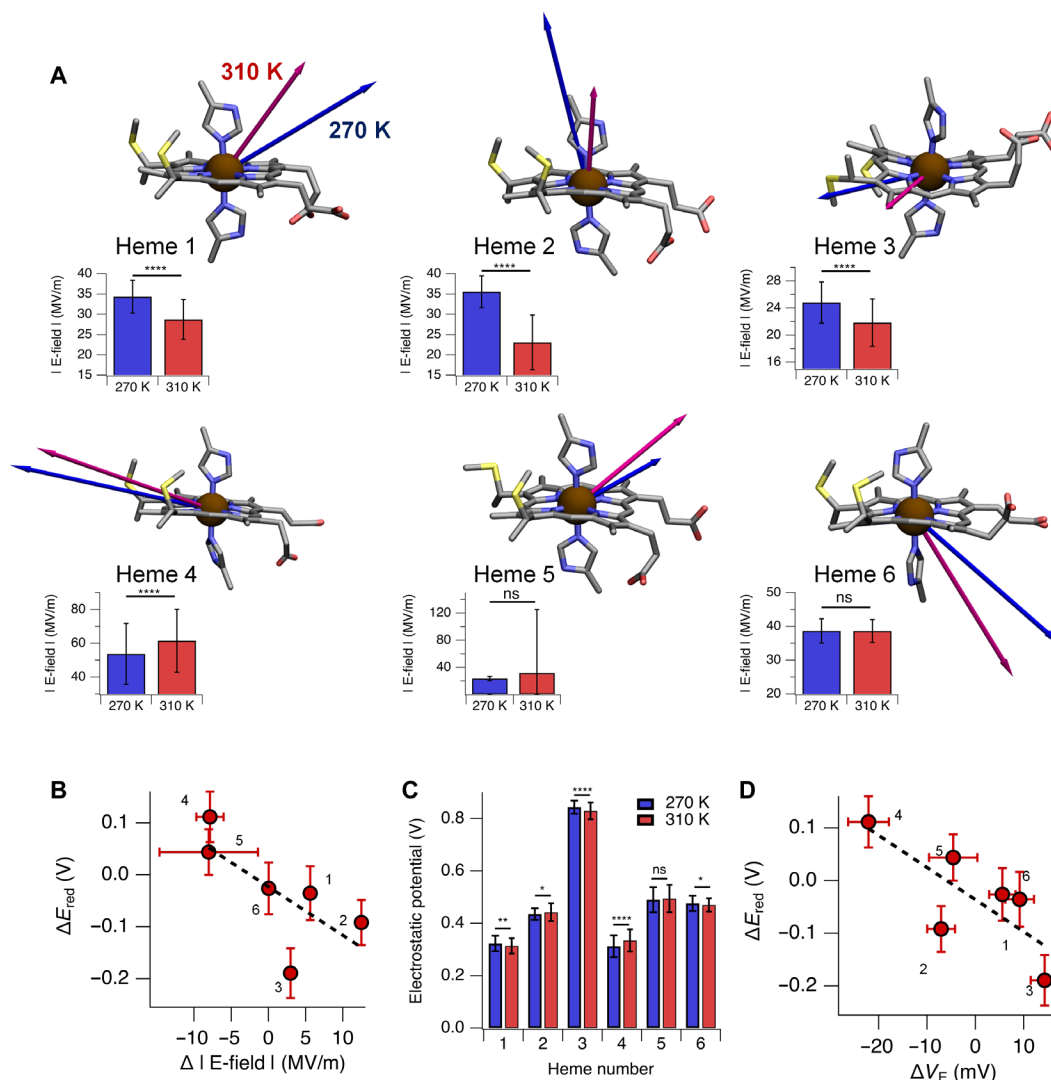 A
310 K
270 K
Heme 1
Heme 2
Heme 3
****
| E-field | (MV/m)
40
35
30
25
20
15
270 K 310 K
****
| E-field | (MV/m)
40
35
30
25
20
15
270 K 310 K
****
| E-field | (MV/m)
28
24
20
16
270 K 310 K
Heme 4
Heme 5
Heme 6
****
| E-field | (MV/m)
80
60
40
270 K 310 K
ns
| E-field | (MV/m)
120
80
40
270 K 310 K
ns
| E-field | (MV/m)
50
40
30
20
270 K 310 K
B
ΔE_red (V)
0.1
0.0
−0.1
−0.2
4
5
6
1
2
3
−10 −5 0 5 10
Δ | E-field | (MV/m)
C
Electrostatic potential (V)
0.8
0.6
0.4
0.2
0.0
270 K
310 K
**
*
****
****
ns
*
1 2 3 4 5 6
Heme number
D
ΔE_red (V)
0.1
0.0
−0.1
−0.2
4
5
6
1
2
3
−20 −10 0 10
ΔV_E (mV)